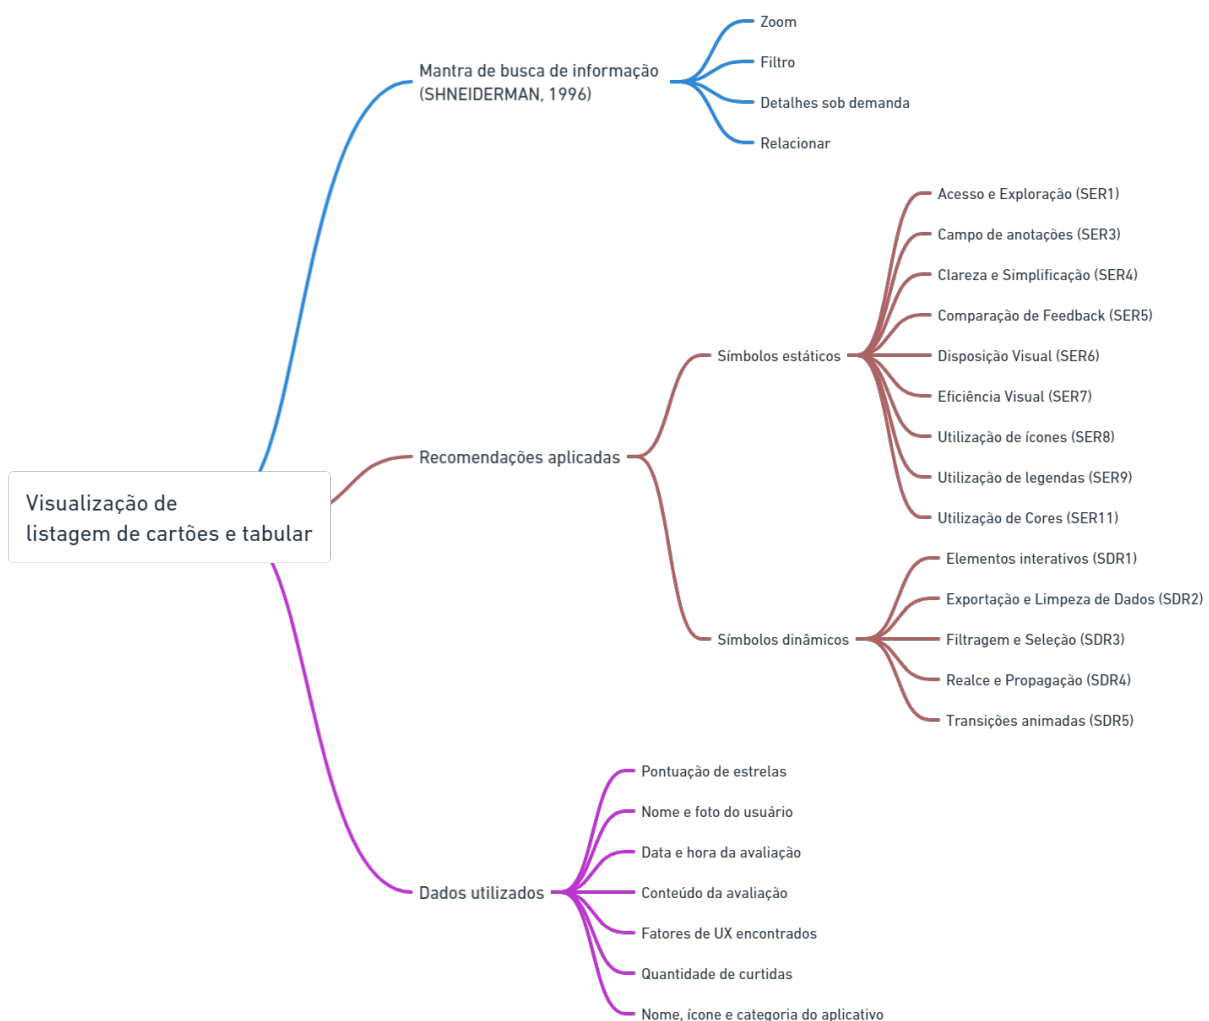 Visualização de
listagem de cartões e tabular
Mantra de busca de informação
(SHNEIDERMAN, 1996)
Zoom
Filtro
Detalhes sob demanda
Relacionar
Recomendações aplicadas
Símbolos estáticos
Acesso e Exploração (SER1)
Campo de anotações (SER3)
Clareza e Simplificação (SER4)
Comparação de Feedback (SER5)
Disposição Visual (SER6)
Eficiência Visual (SER7)
Utilização de ícones (SER8)
Utilização de legendas (SER9)
Utilização de Cores (SER11)
Símbolos dinâmicos
Elementos interativos (SDR1)
Exportação e Limpeza de Dados (SDR2)
Filtragem e Seleção (SDR3)
Realce e Propagação (SDR4)
Transições animadas (SDR5)
Dados utilizados
Pontuação de estrelas
Nome e foto do usuário
Data e hora da avaliação
Conteúdo da avaliação
Fatores de UX encontrados
Quantidade de curtidas
Nome, ícone e categoria do aplicativo